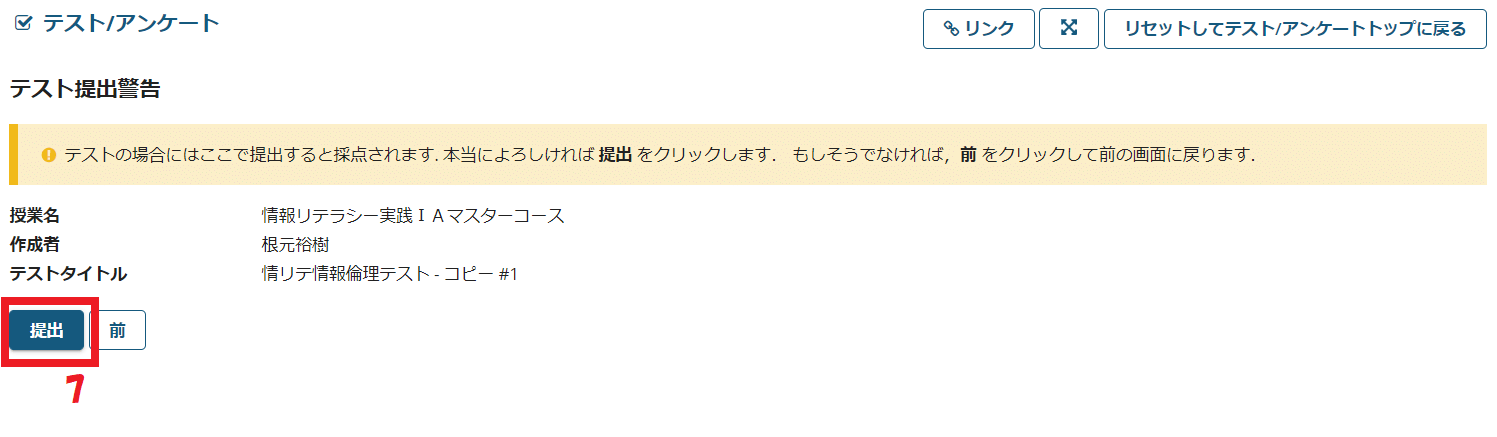 テスト/アンケート
リンク
リセットしてテスト/アンケートトップに戻る
テスト提出警告
テストの場合にはここで提出すると採点されます. 本当によろしければ 提出 をクリックします． もしそうでなければ，前 をクリックして前の画面に戻ります.
授業名 情報リテラシー実践ＩＡマスターコース
作成者 根元裕樹
テストタイトル 情リテ情報倫理テスト - コピー #1
提出 前
7